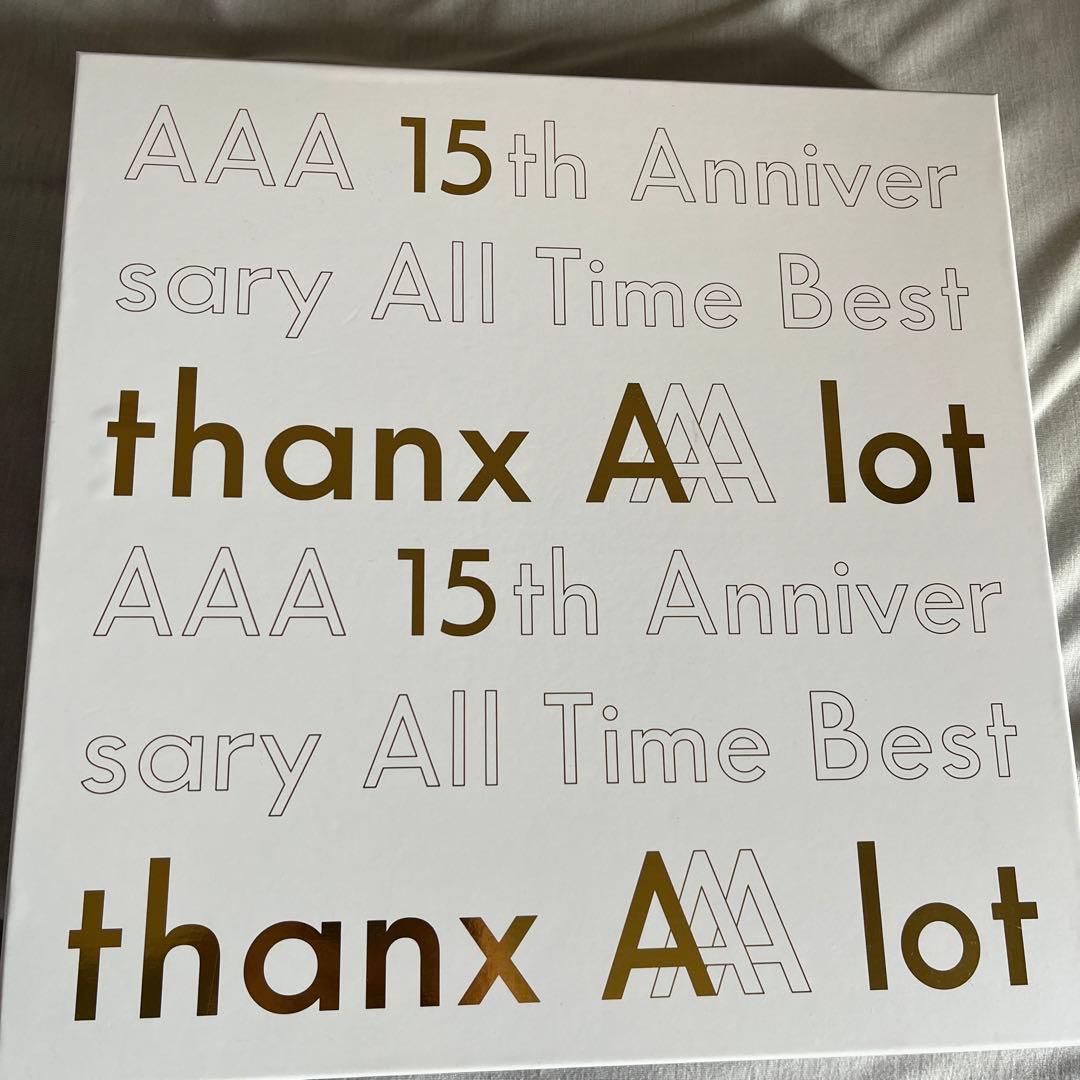 AAA 15th Anniver
sary All Time Best
thanx AAA lot
AAA 15th Anniver
sary All Time Best
thanx AAA lot